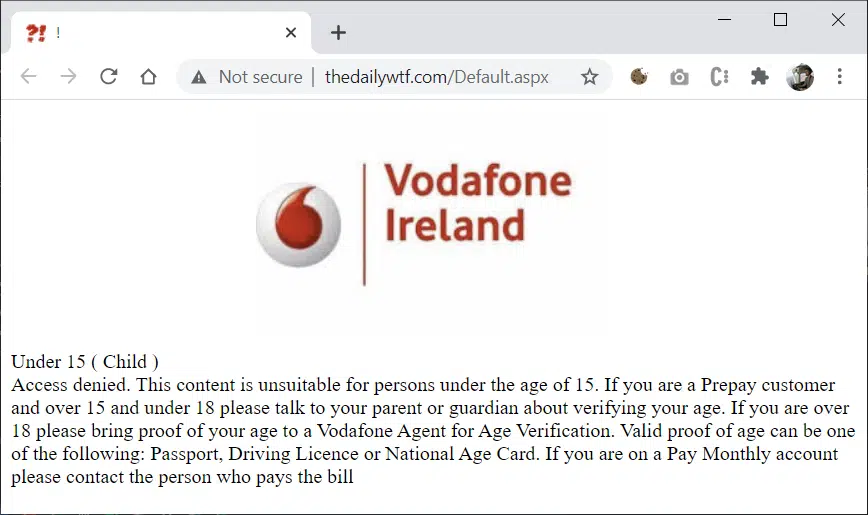 ?! !
Not secure | thedailywtf.com/Default.aspx
Vodafone
Ireland
Under 15 ( Child )
Access denied. This content is unsuitable for persons under the age of 15. If you are a Prepay customer
and over 15 and under 18 please talk to your parent or guardian about verifying your age. If you are over
18 please bring proof of your age to a Vodafone Agent for Age Verification. Valid proof of age can be one
of the following: Passport, Driving Licence or National Age Card. If you are on a Pay Monthly account
please contact the person who pays the bill